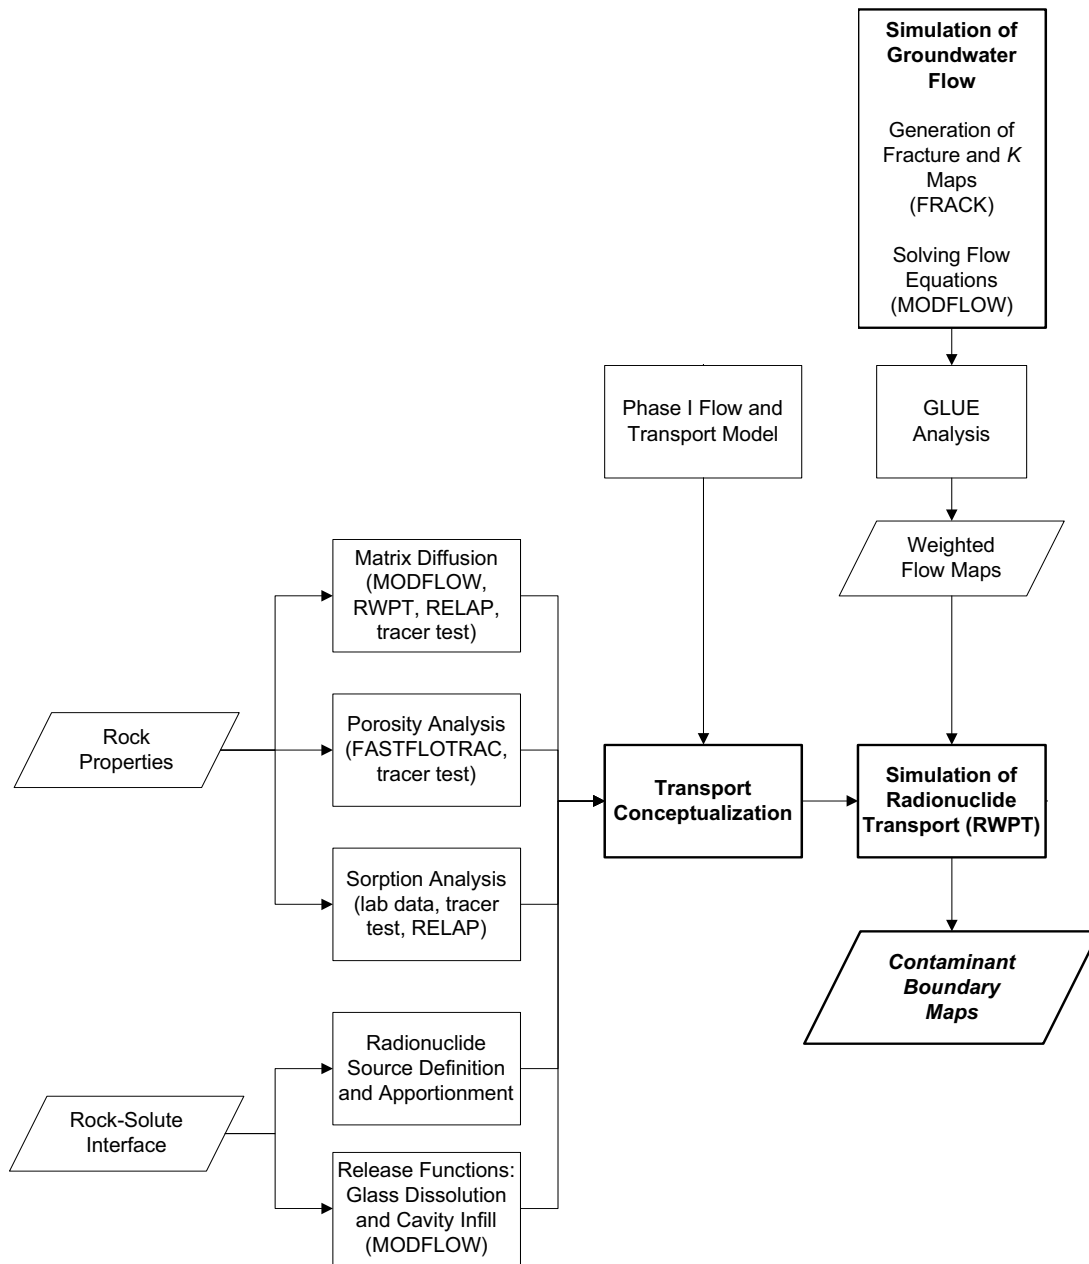 Simulation of
Groundwater
Flow
Generation of
Fracture and K
Maps
(FRACK)
Solving Flow
Equations
(MODFLOW)
Phase I Flow and
Transport Model
GLUE
Analysis
Weighted
Flow Maps
Matrix Diffusion
(MODFLOW,
RWPT, RELAP,
tracer test)
Rock
Properties
Porosity Analysis
(FASTFLOTRAC,
tracer test)
Transport
Conceptualization
Simulation of
Radionuclide
Transport (RWPT)
Sorption Analysis
(lab data, tracer
test, RELAP)
Contaminant
Boundary
Maps
Radionuclide
Source Definition
and Apportionment
Rock-Solute
Interface
Release Functions:
Glass Dissolution
and Cavity Infill
(MODFLOW)